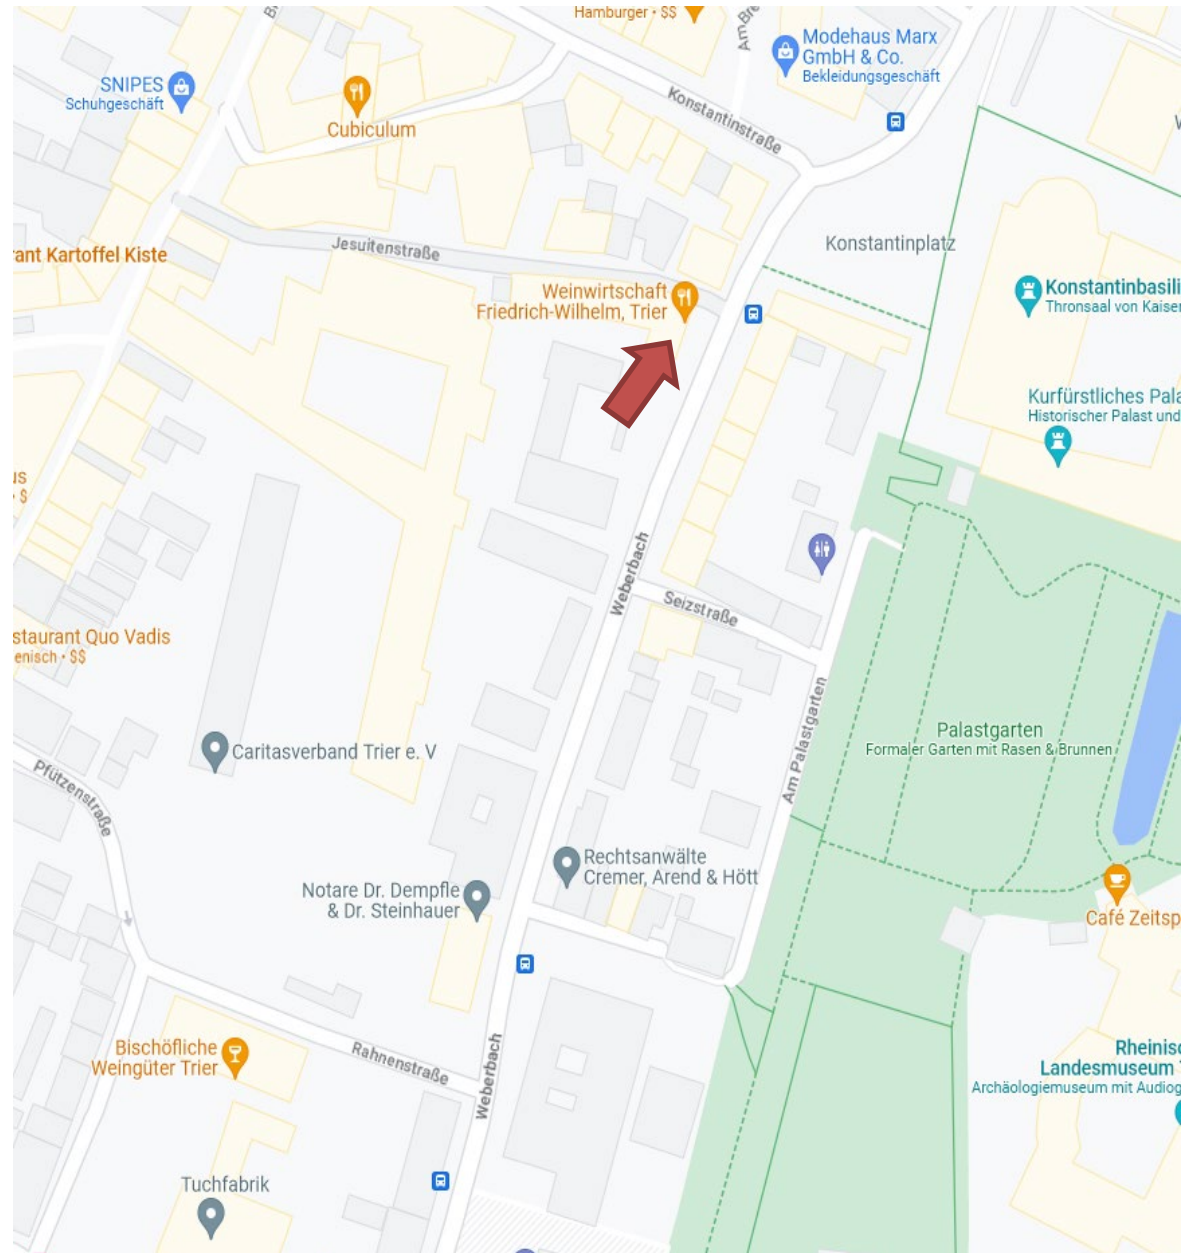 Hamburger • $$
Am Bre
Modehaus Marx
GmbH & Co.
Bekleidungsgeschäft
SNIPES
Schuhgeschäft
Cubiculum
Konstantinstraße
Jesuitenstraße
Konstantinplatz
rant Kartoffel Kiste
Weinwirtschaft
Friedrich-Wilhelm, Trier
Konstantinbasili
Thronsaal von Kaiser
Kurfürstliches Pala
Historischer Palast und
us
• $
Weberbach
Seizstraße
staurant Quo Vadis
enisch • $$
Am Palastgarten
Palastgarten
Formaler Garten mit Rasen & Brunnen
Caritasverband Trier e. V
Pfützenstraße
Rechtsanwälte
Cremer, Arend & Hött
Notare Dr. Dempfle
& Dr. Steinhauer
Café Zeitsp
Bischöfliche
Weingüter Trier
Rahnenstraße
Weberbach
Rheinisc
Landesmuseum
Archäologiemuseum mit Audiog
Tuchfabrik